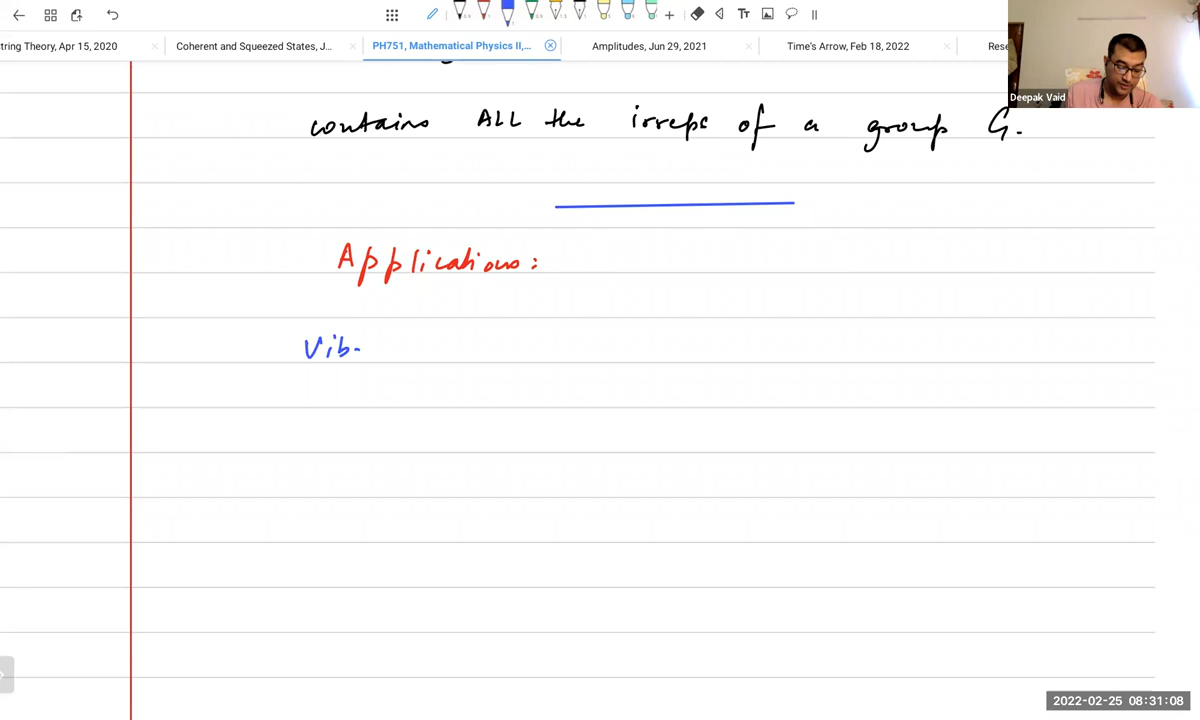 tring Theory, Apr 15, 2020
Coherent and Squeezed States, J...
PH751, Mathematical Physics II,...
Amplitudes, Jun 29, 2021
Time's Arrow, Feb 18, 2022
Rese
Deepak Vaid
contains ALL the irreps of a group G.
Applications:
Vib-
2022-02-25 08:31:08